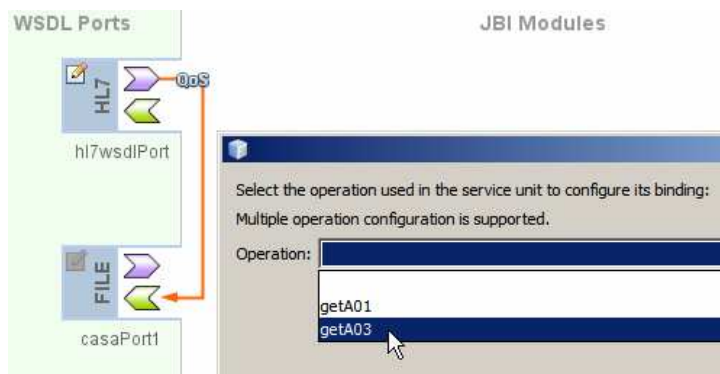 WSDL Ports
JBI Modules
HL7
QoS
hl7wsdlPort
Select the operation used in the service unit to configure its binding:
Multiple operation configuration is supported.
Operation:
getA01
getA03
FILE
casaPort1